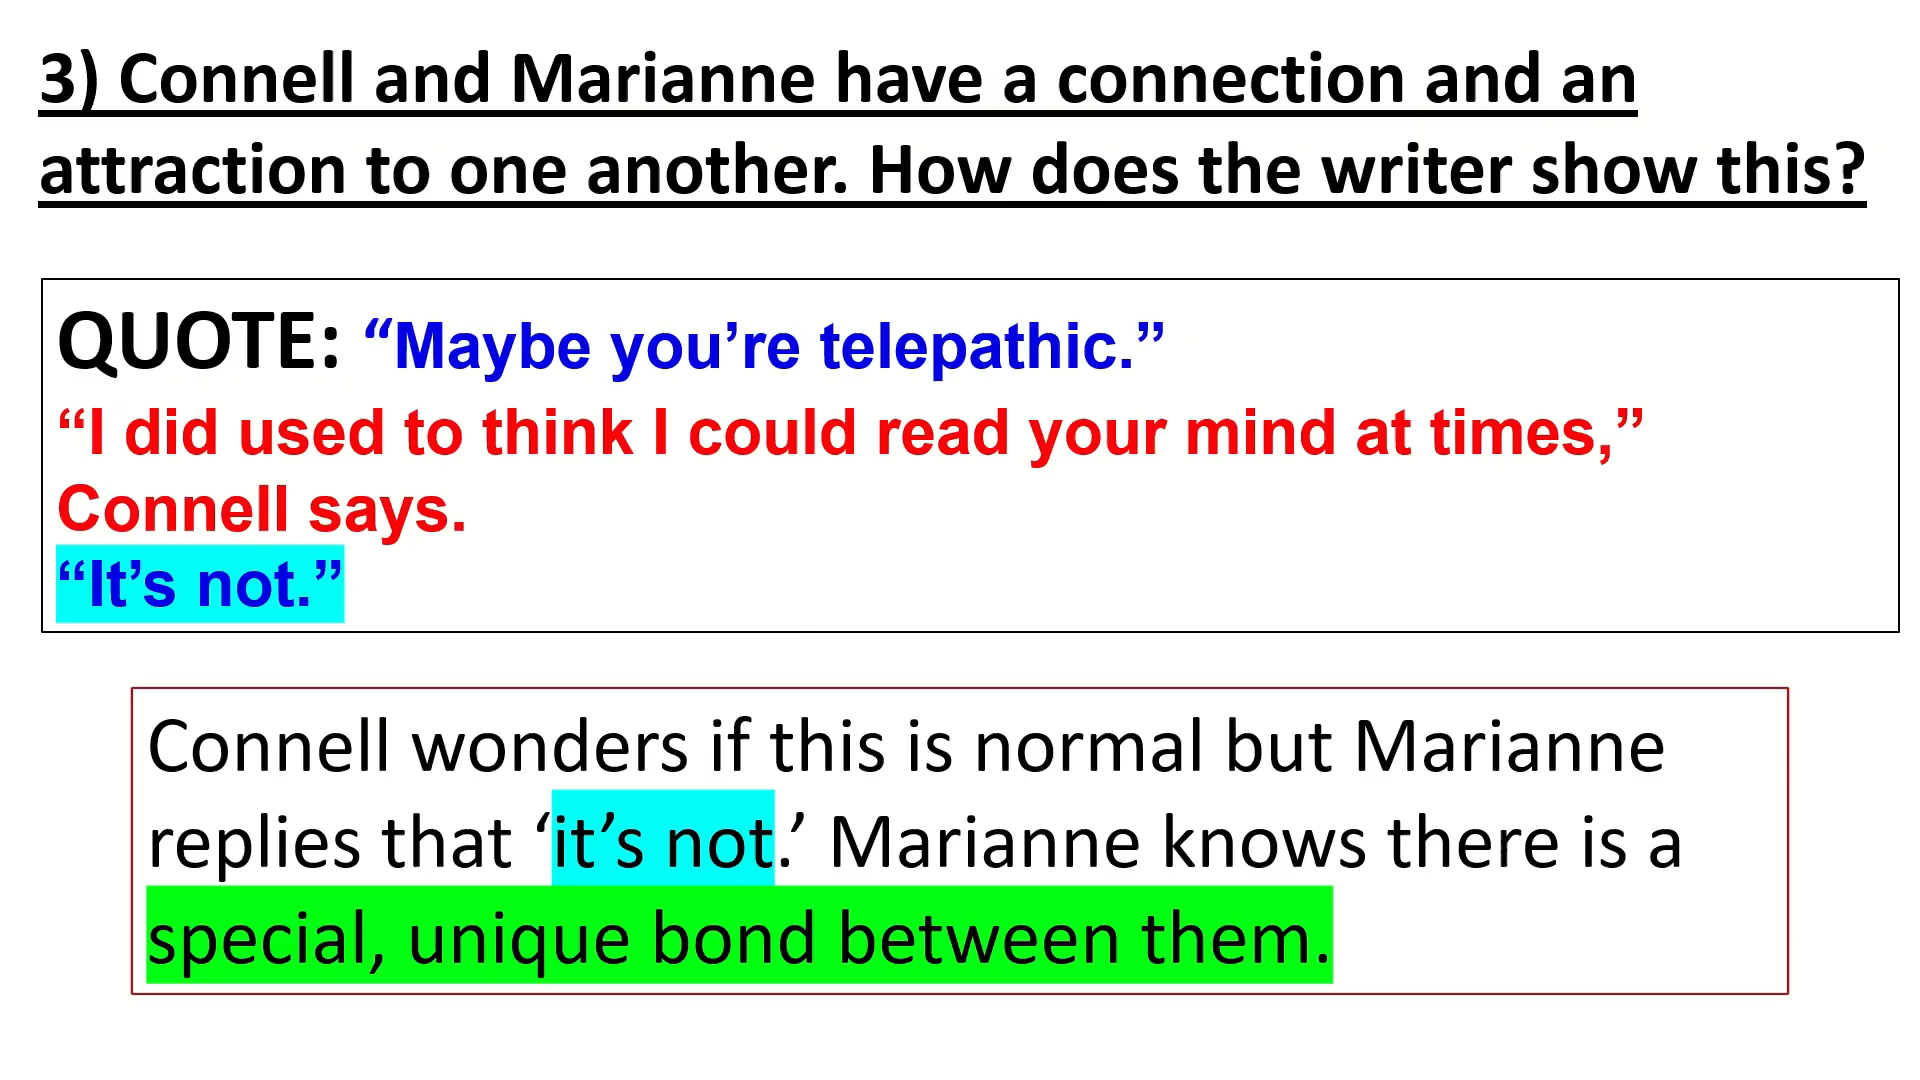 3) Connell and Marianne have a connection and an
attraction to one another. How does the writer show this?
QUOTE: “Maybe you’re telepathic.”
“I did used to think I could read your mind at times,”
Connell says.
“It’s not.”
Connell wonders if this is normal but Marianne
replies that ‘it’s not.’ Marianne knows there is a
special, unique bond between them.